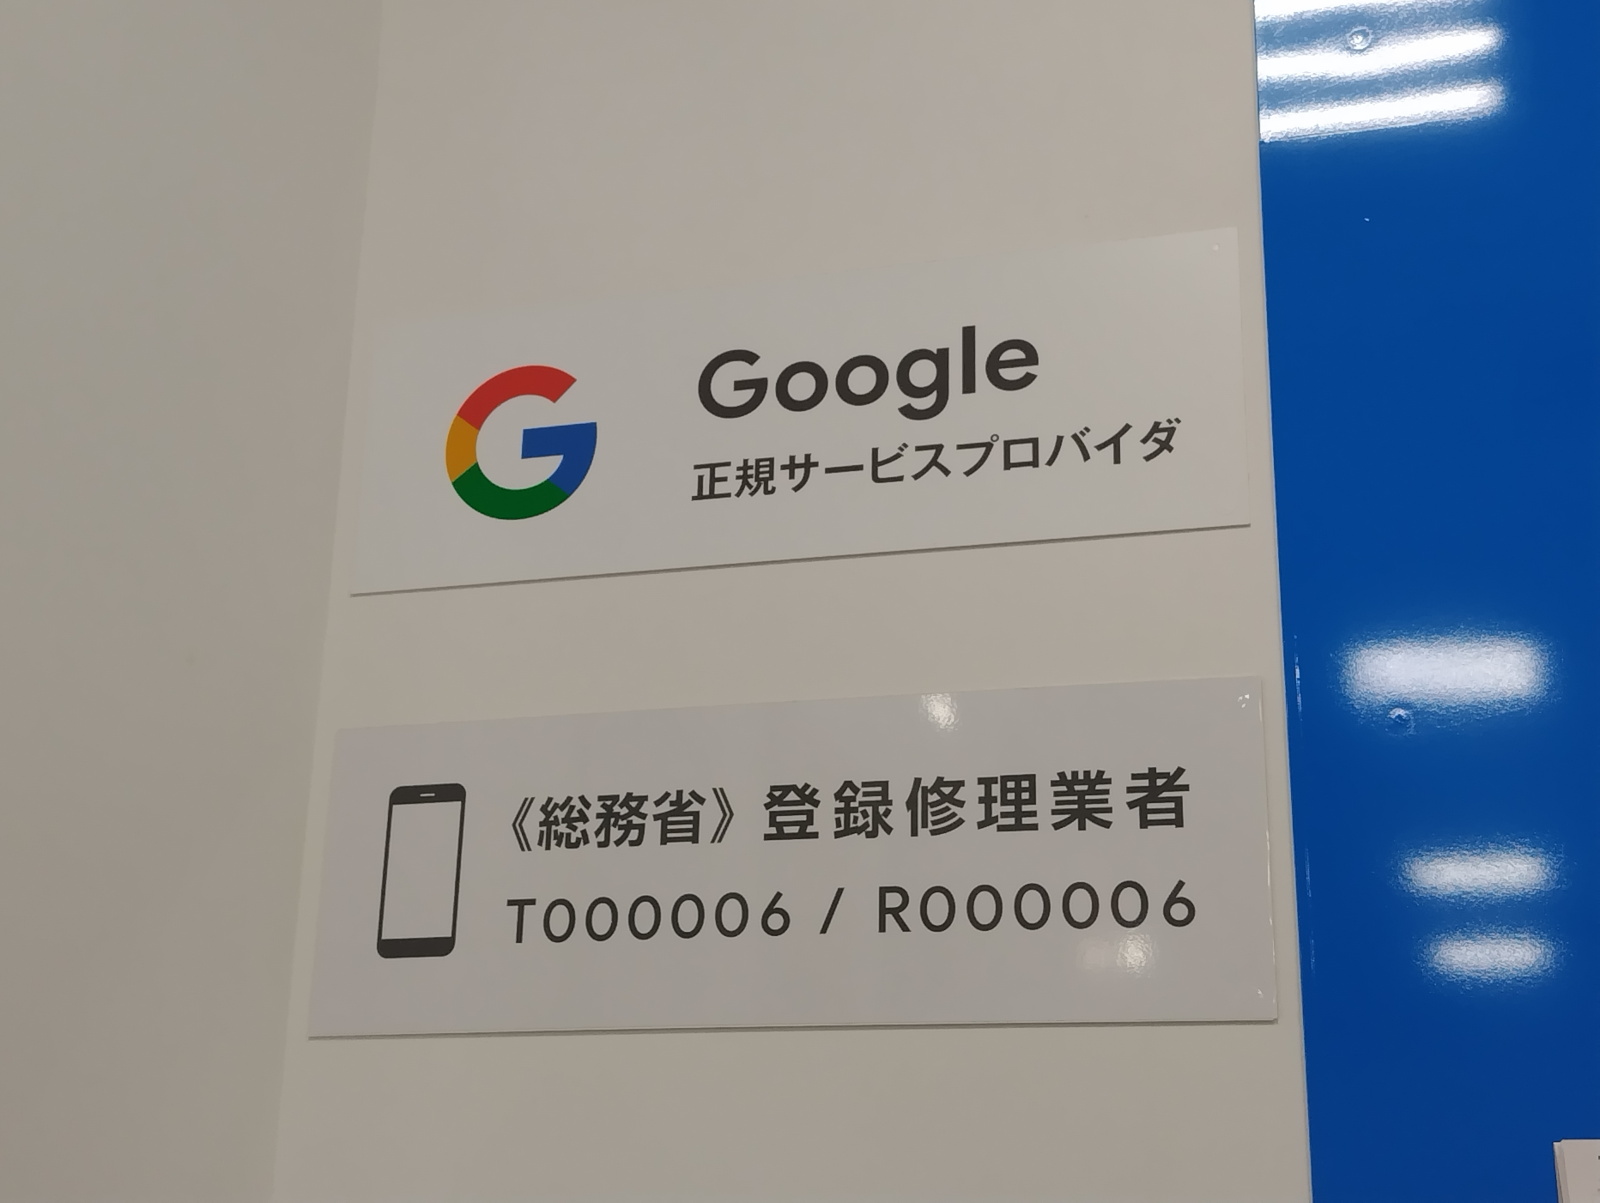 Google
正規サービスプロバイダ
《総務省》登録修理業者
T000006 / R000006